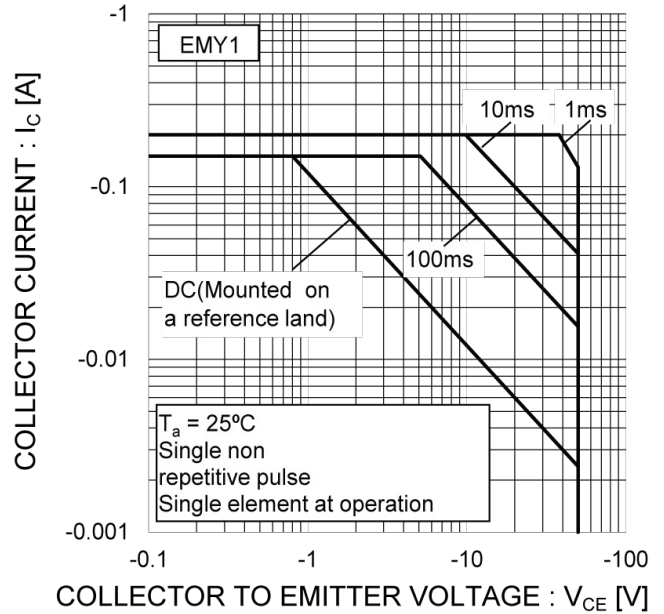 -1
EMY1
10ms
1ms
-0.1
100ms
DC(Mounted on
a reference land)
-0.01
Ta = 25ºC
Single non
repetitive pulse
Single element at operation
-0.001
-0.1
-1
-10
-100
COLLECTOR CURRENT : IC [A]
COLLECTOR TO EMITTER VOLTAGE : VCE [V]